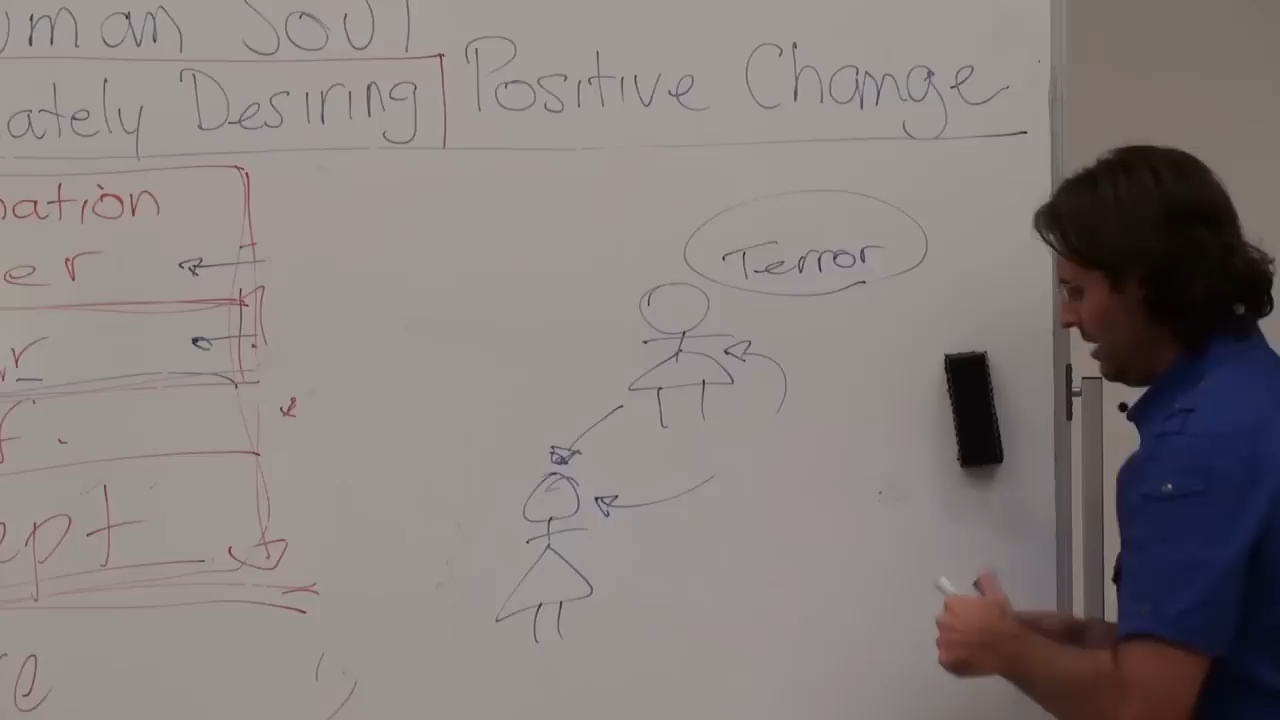 uman Soul
ately Desiring Positive Change
ation
er
Terror
r
f.
ept
e